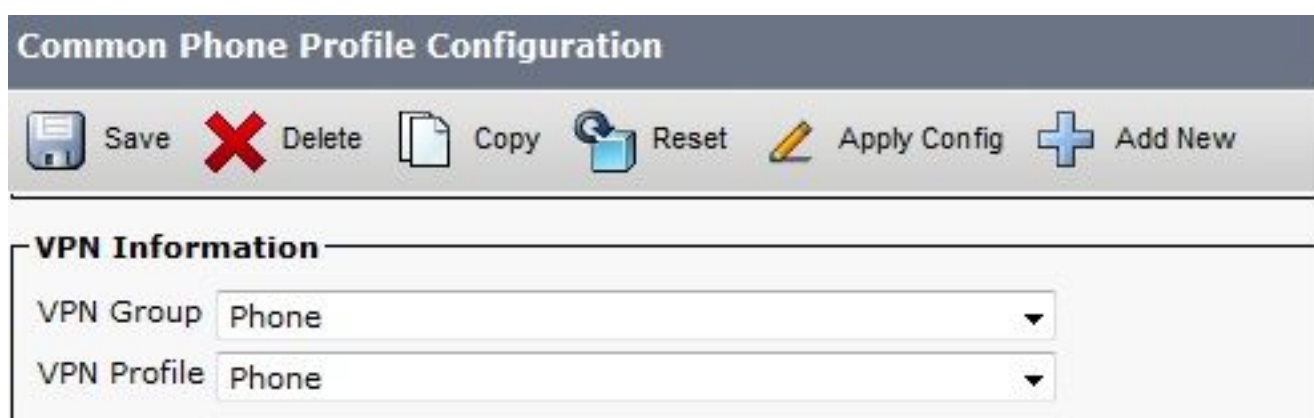 Common Phone Profile Configuration
Save Delete Copy Reset Apply Config Add New
VPN Information
VPN Group Phone
VPN Profile Phone